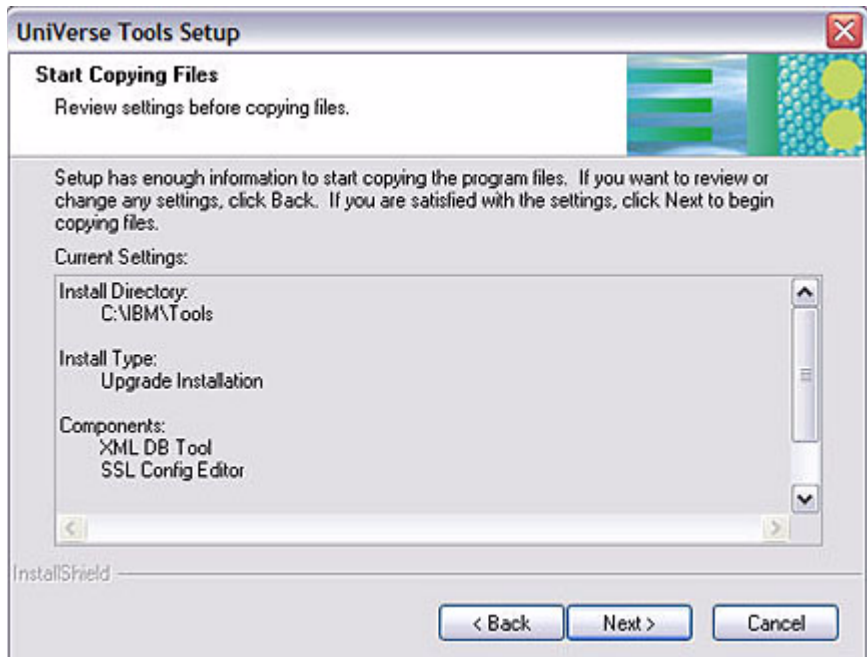 UniVerse Tools Setup
Start Copying Files
Review settings before copying files.
Setup has enough information to start copying the program files. If you want to review or
change any settings, click Back. If you are satisfied with the settings, click Next to begin
copying files.
Current Settings:
Install Directory:
C:\IBM\Tools
Install Type:
Upgrade Installation
Components:
XML DB Tool
SSL Config Editor
InstallShield
< Back Next > Cancel